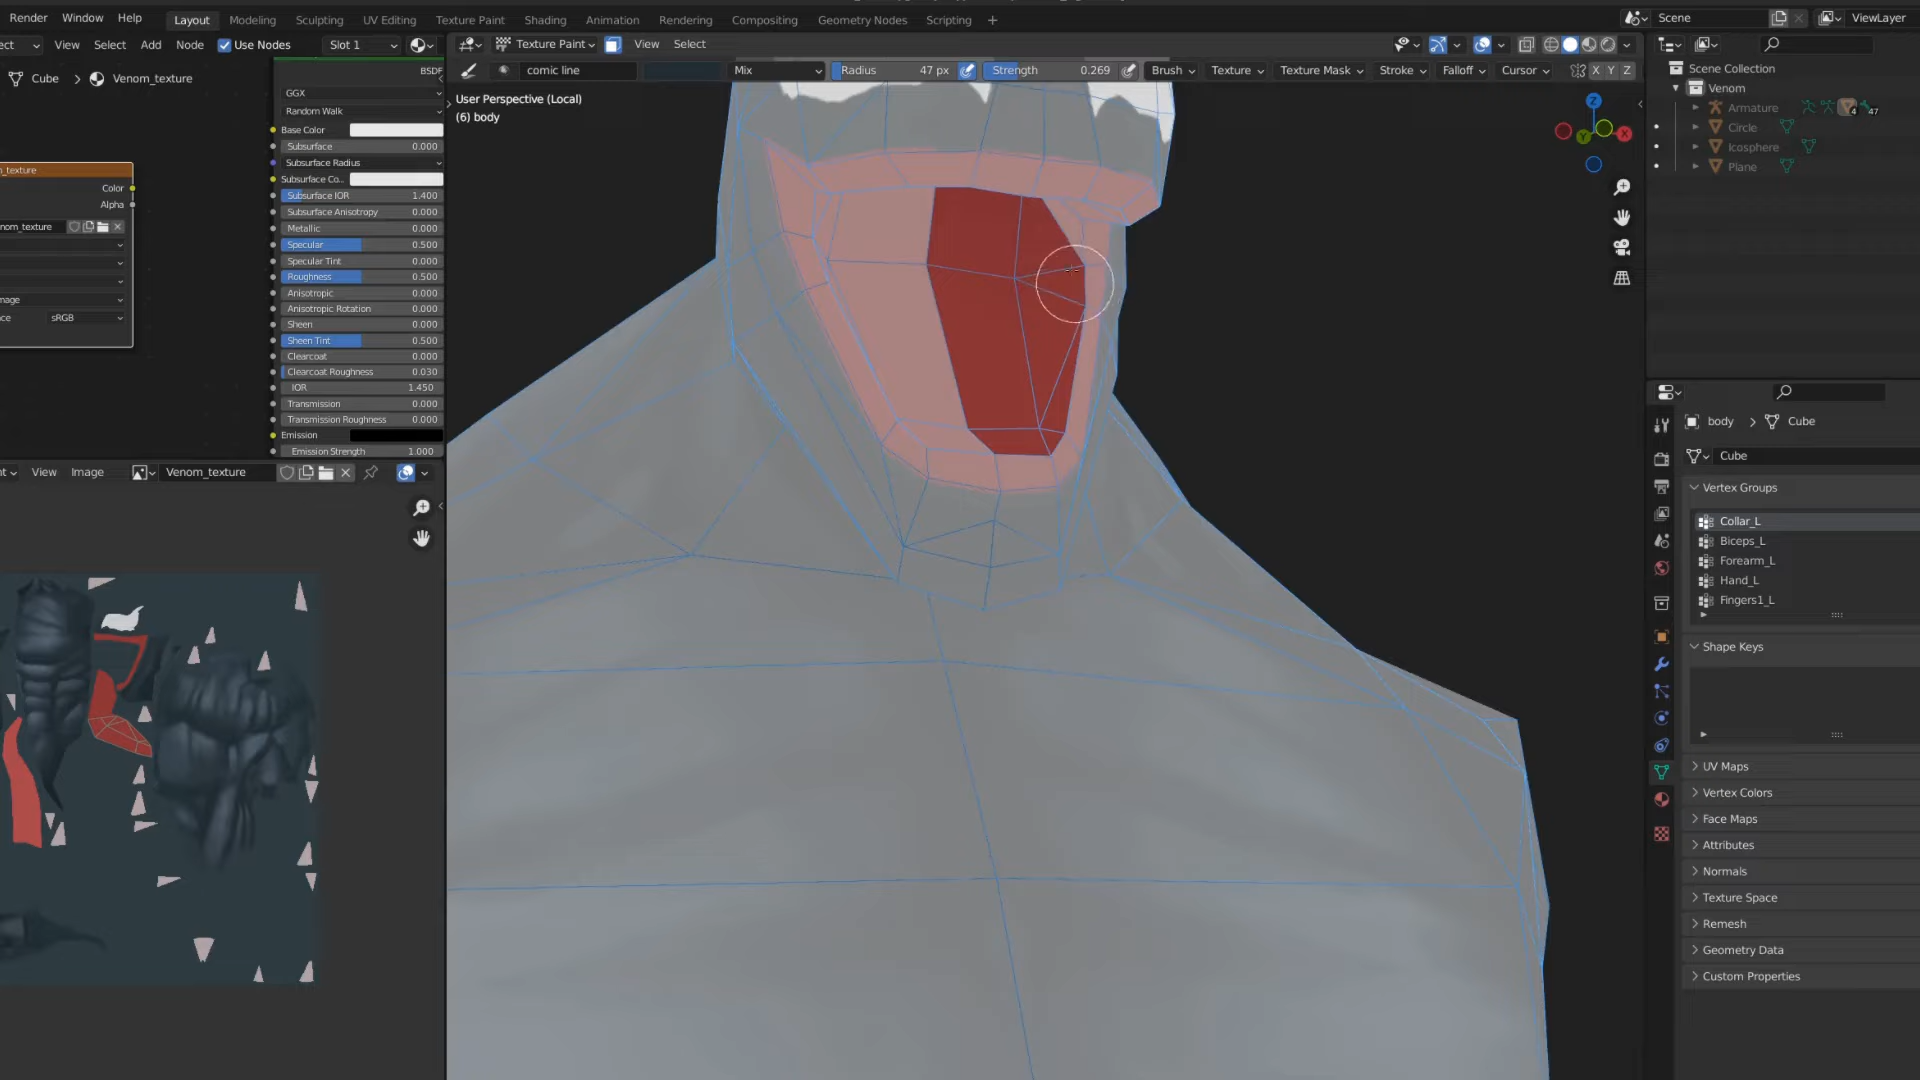 Render Window Help
Layout Modeling Sculpting UV Editing Texture Paint Shading Animation Rendering Compositing Geometry Nodes Scripting +
Scene ViewLayer
View Select Add Node Use Nodes Slot 1
Texture Paint View Select
comic line Mix Radius 47 px Strength 0.269 Brush Texture Texture Mask Stroke Falloff Cursor X Y Z
Cube > Venom_texture
BSDF
GGX
Random Walk
Base Color
Subsurface 0.000
Subsurface Radius
Subsurface Co...
Subsurface IOR 1.400
Subsurface Anisotropy 0.000
Metallic 0.000
Specular 0.500
Specular Tint 0.000
Roughness 0.500
Anisotropic 0.000
Anisotropic Rotation 0.000
Sheen 0.000
Sheen Tint 0.500
Clearcoat 0.000
Clearcoat Roughness 0.030
IOR 1.450
Transmission 0.000
Transmission Roughness 0.000
Emission
Emission Strength 1.000
m_texture
Color
Alpha
nom_texture
mage
ce sRGB
View Image Venom_texture
User Perspective (Local)
(6) body
Z
X
Y
Scene Collection
Venom
Armature 4 47
Circle
Icosphere
Plane
body > Cube
Cube
Vertex Groups
Collar_L
Biceps_L
Forearm_L
Hand_L
Fingers1_L
Shape Keys
UV Maps
Vertex Colors
Face Maps
Attributes
Normals
Texture Space
Remesh
Geometry Data
Custom Properties